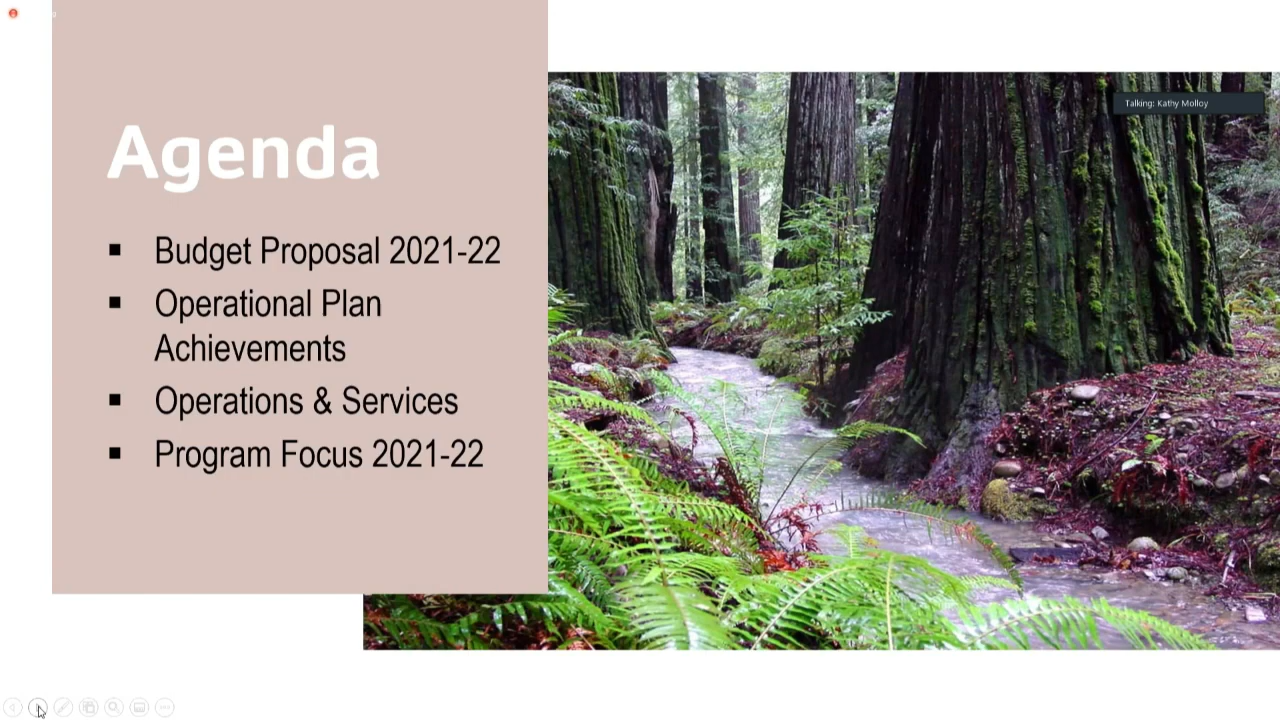 Talking: Kathy Molloy
Agenda
▪ Budget Proposal 2021-22
▪ Operational Plan
Achievements
▪ Operations & Services
▪ Program Focus 2021-22